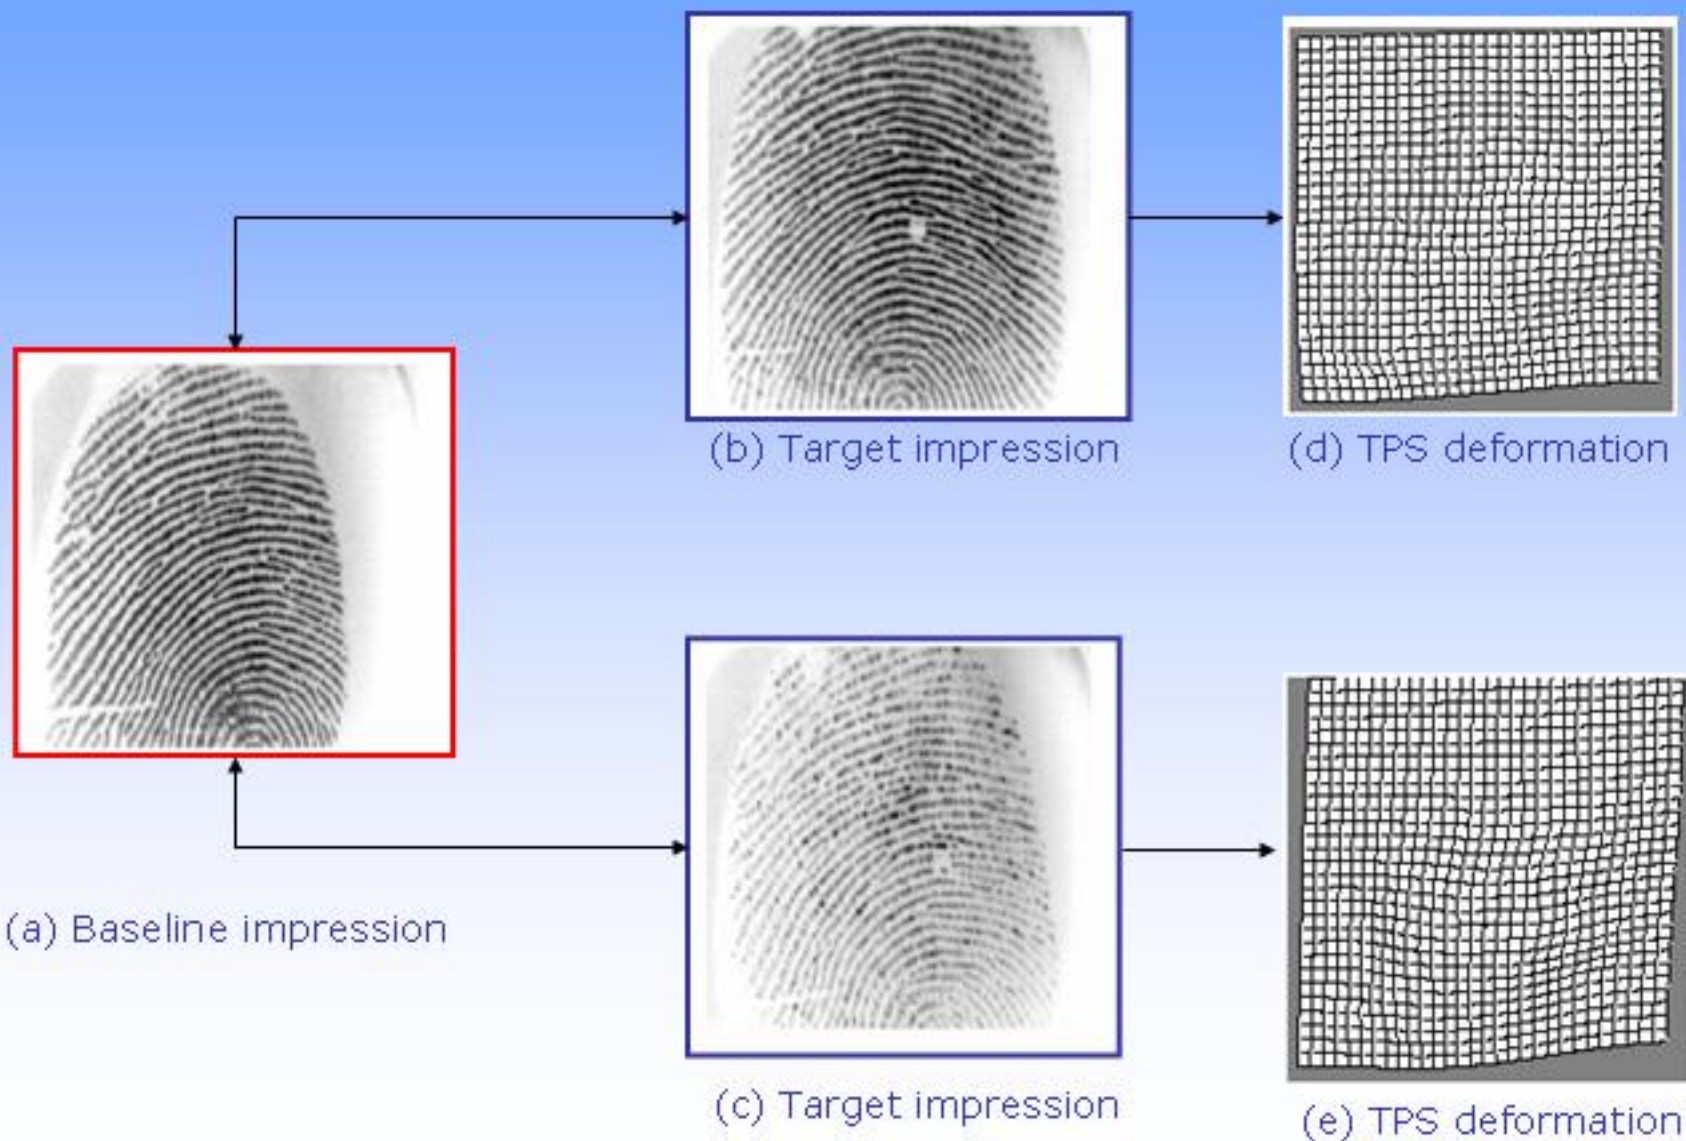 (b) Target impression
(d) TPS deformation
(a) Baseline impression
(c) Target impression
(e) TPS deformation